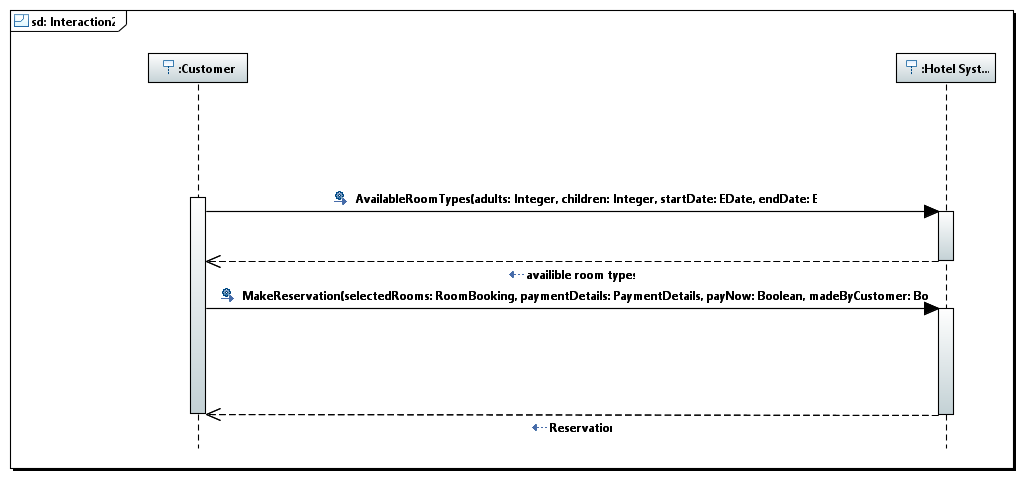 sd: Interaction2
:Customer
:Hotel Syst...
AvailableRoomTypes(adults: Integer, children: Integer, startDate: EDate, endDate: E
availible room types
MakeReservation(selectedRooms: RoomBooking, paymentDetails: PaymentDetails, payNow: Boolean, madeByCustomer: Bo
Reservation